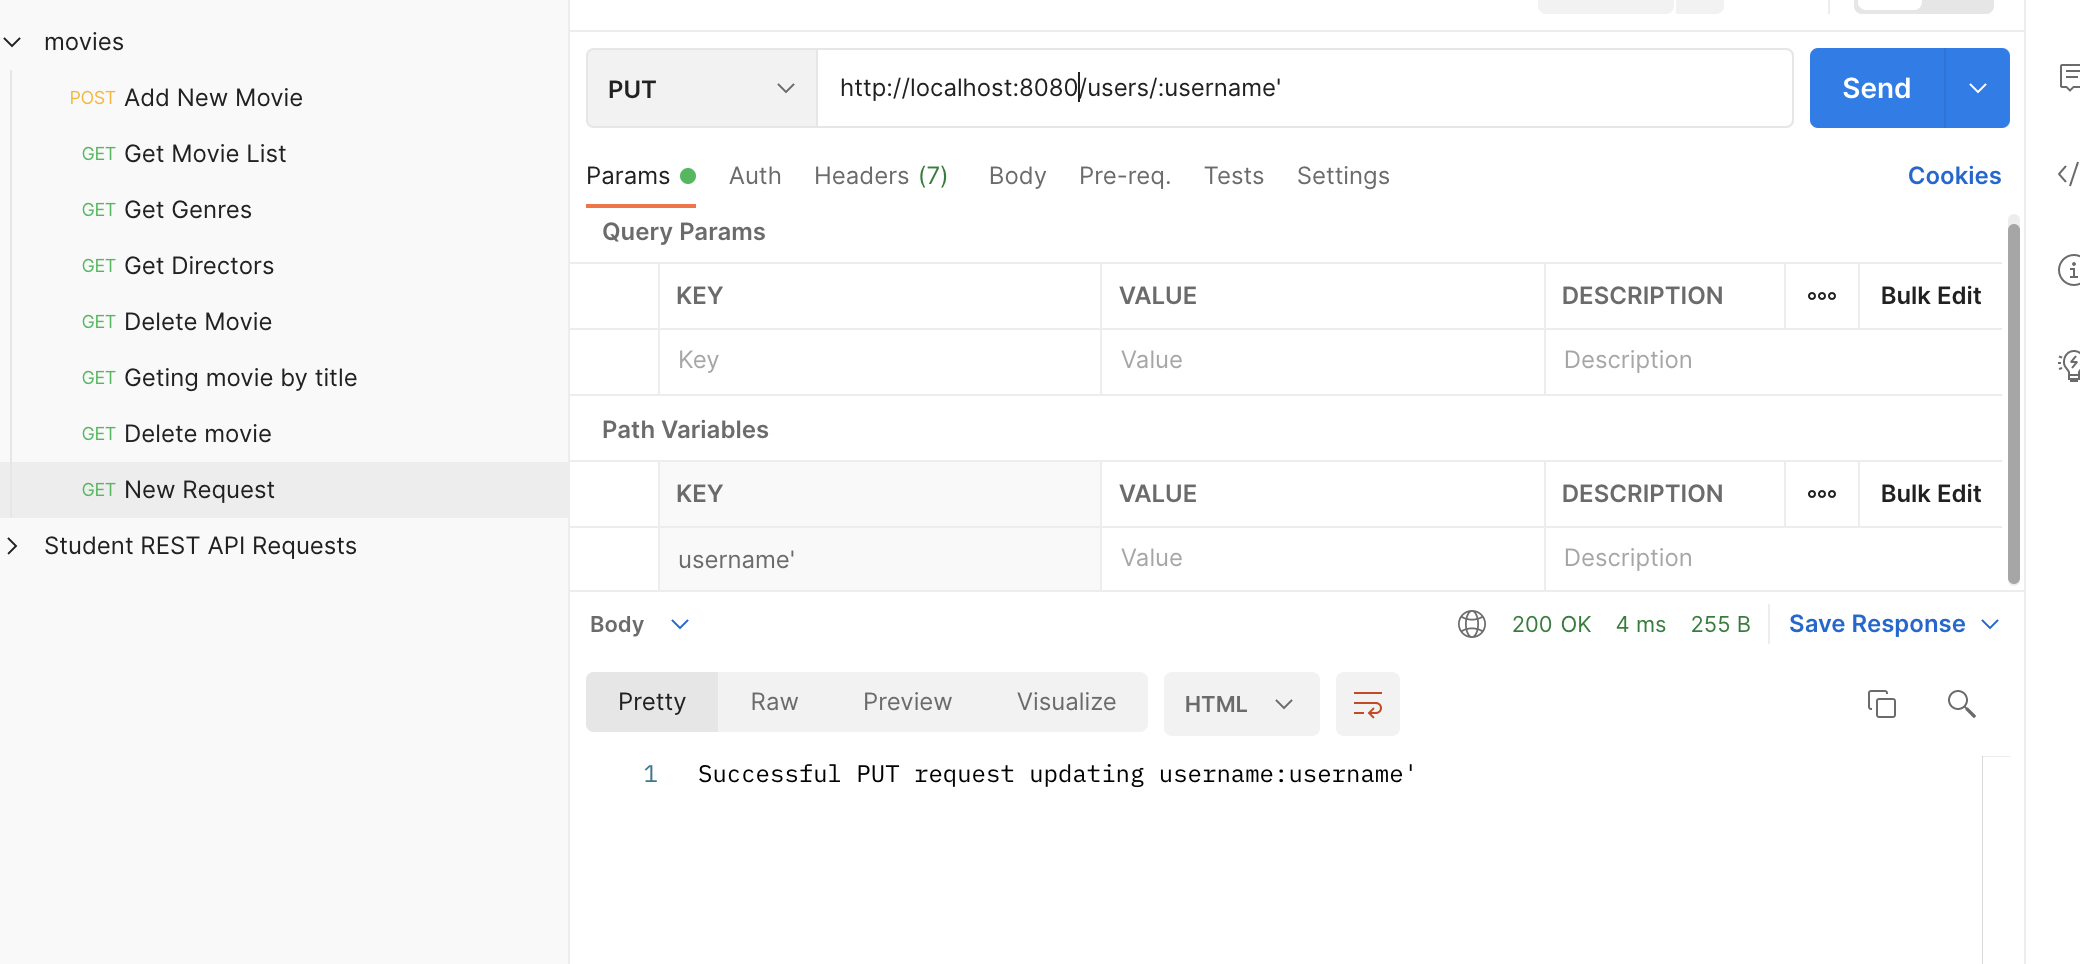 movies
POST Add New Movie
GET Get Movie List
GET Get Genres
GET Get Directors
GET Delete Movie
GET Geting movie by title
GET Delete movie
GET New Request
Student REST API Requests
PUT http://localhost:8080/users/:username' Send
Params Auth Headers (7) Body Pre-req. Tests Settings Cookies
Query Params
KEY VALUE DESCRIPTION Bulk Edit
Key Value Description
Path Variables
KEY VALUE DESCRIPTION Bulk Edit
username' Value Description
Body 200 OK 4 ms 255 B Save Response
Pretty Raw Preview Visualize HTML
1 Successful PUT request updating username:username'